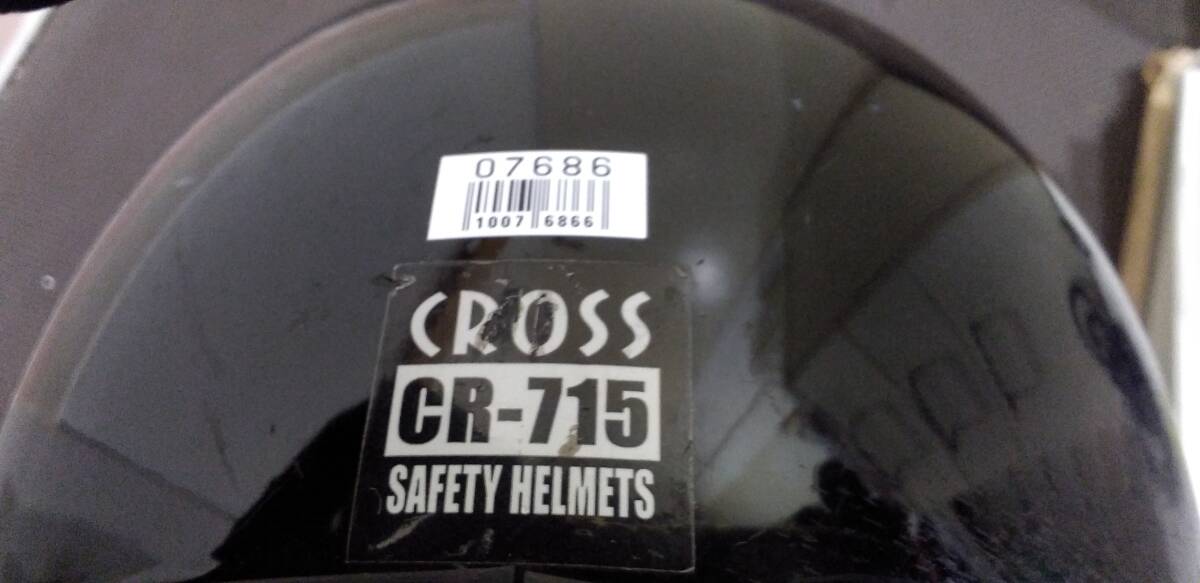 07686
1007 6866
CROSS
CR-715
SAFETY HELMETS